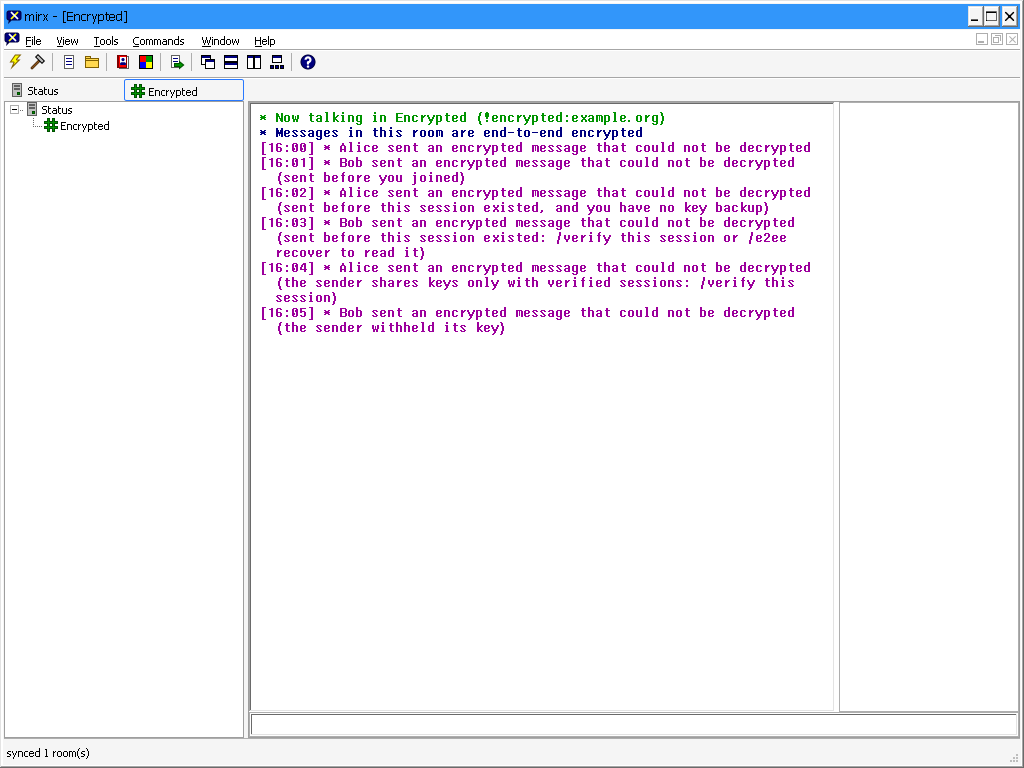 mirx - [Encrypted]
File View Tools Commands Window Help
Status Encrypted
Status
Encrypted
* Now talking in Encrypted (!encrypted:example.org)
* Messages in this room are end-to-end encrypted
[16:00] * Alice sent an encrypted message that could not be decrypted
[16:01] * Bob sent an encrypted message that could not be decrypted
(sent before you joined)
[16:02] * Alice sent an encrypted message that could not be decrypted
(sent before this session existed, and you have no key backup)
[16:03] * Bob sent an encrypted message that could not be decrypted
(sent before this session existed: /verify this session or /e2ee
recover to read it)
[16:04] * Alice sent an encrypted message that could not be decrypted
(the sender shares keys only with verified sessions: /verify this
session)
[16:05] * Bob sent an encrypted message that could not be decrypted
(the sender withheld its key)
synced 1 room(s)